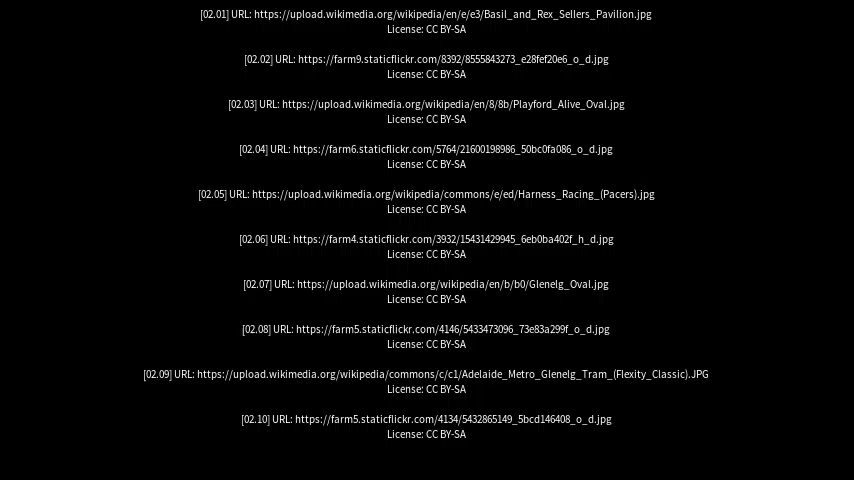 [02.01] URL: https://upload.wikimedia.org/wikipedia/en/e/e3/Basil_and_Rex_Sellers_Pavilion.jpg
License: CC BY-SA
[02.02] URL: https://farm9.staticflickr.com/8392/8555843273_e28fef20e6_o_d.jpg
License: CC BY-SA
[02.03] URL: https://upload.wikimedia.org/wikipedia/en/8/8b/Playford_Alive_Oval.jpg
License: CC BY-SA
[02.04] URL: https://farm6.staticflickr.com/5764/21600198986_50bc0fa086_o_d.jpg
License: CC BY-SA
[02.05] URL: https://upload.wikimedia.org/wikipedia/commons/e/ed/Harness_Racing_(Pacers).jpg
License: CC BY-SA
[02.06] URL: https://farm4.staticflickr.com/3932/15431429945_6eb0ba402f_h_d.jpg
License: CC BY-SA
[02.07] URL: https://upload.wikimedia.org/wikipedia/en/b/b0/Glenelg_Oval.jpg
License: CC BY-SA
[02.08] URL: https://farm5.staticflickr.com/4146/5433473096_73e83a299f_o_d.jpg
License: CC BY-SA
[02.09] URL: https://upload.wikimedia.org/wikipedia/commons/c/c1/Adelaide_Metro_Glenelg_Tram_(Flexity_Classic).JPG
License: CC BY-SA
[02.10] URL: https://farm5.staticflickr.com/4134/5432865149_5bcd146408_o_d.jpg
License: CC BY-SA